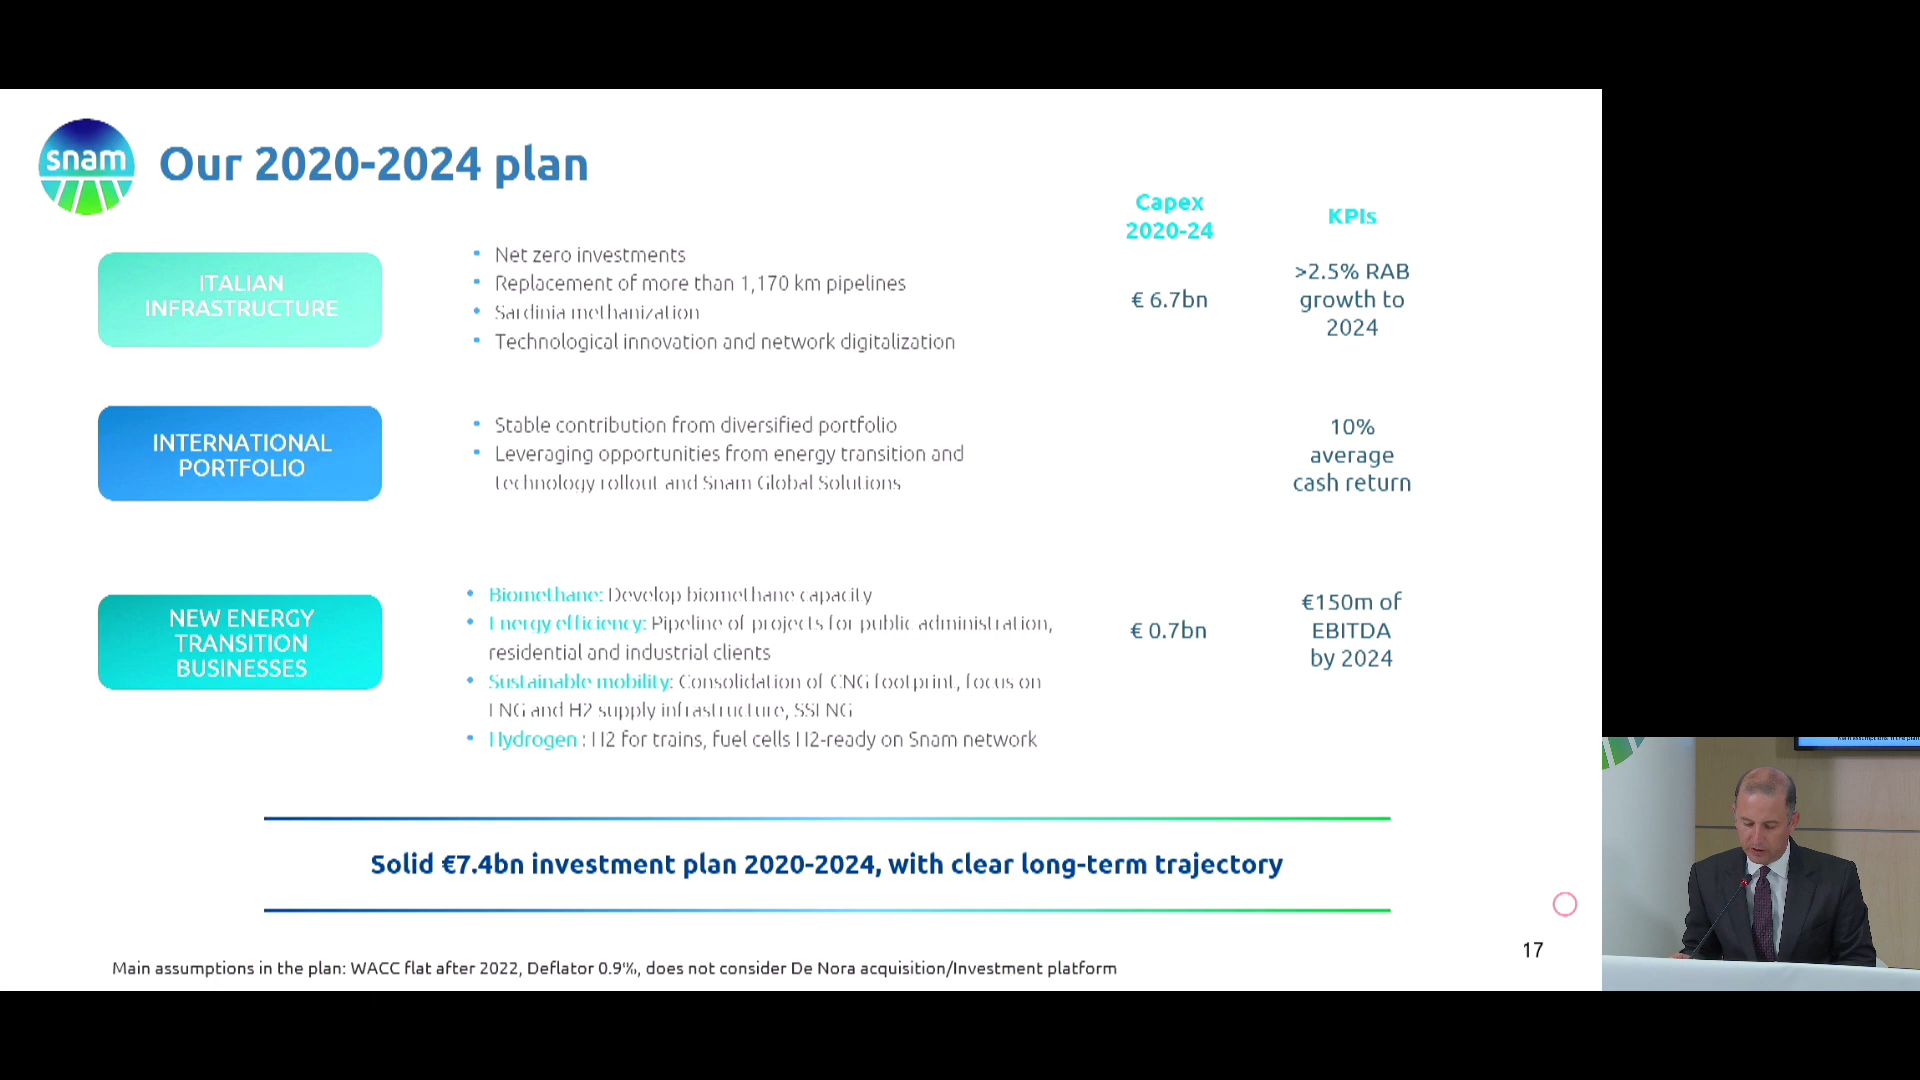 snam
Our 2020-2024 plan
Capex
2020-24
KPIs
ITALIAN
INFRASTRUCTURE
• Net zero investments
• Replacement of more than 1,170 km pipelines
• Sardinia methanization
• Technological innovation and network digitalization
€ 6.7bn
>2.5% RAB
growth to
2024
INTERNATIONAL
PORTFOLIO
• Stable contribution from diversified portfolio
• Leveraging opportunities from energy transition and
technology rollout and Snam Global Solutions
10%
average
cash return
NEW ENERGY
TRANSITION
BUSINESSES
• Biomethane: Develop biomethane capacity
• Energy efficiency: Pipeline of projects for public administration,
residential and industrial clients
• Sustainable mobility: Consolidation of CNG footprint, focus on
LNG and H2 supply infrastructure, SSLNG
• Hydrogen : H2 for trains, fuel cells H2-ready on Snam network
€ 0.7bn
€150m of
EBITDA
by 2024
Solid €7.4bn investment plan 2020-2024, with clear long-term trajectory
17
Main assumptions in the plan: WACC flat after 2022, Deflator 0.9%, does not consider De Nora acquisition/Investment platform
Main assumptions in the plan